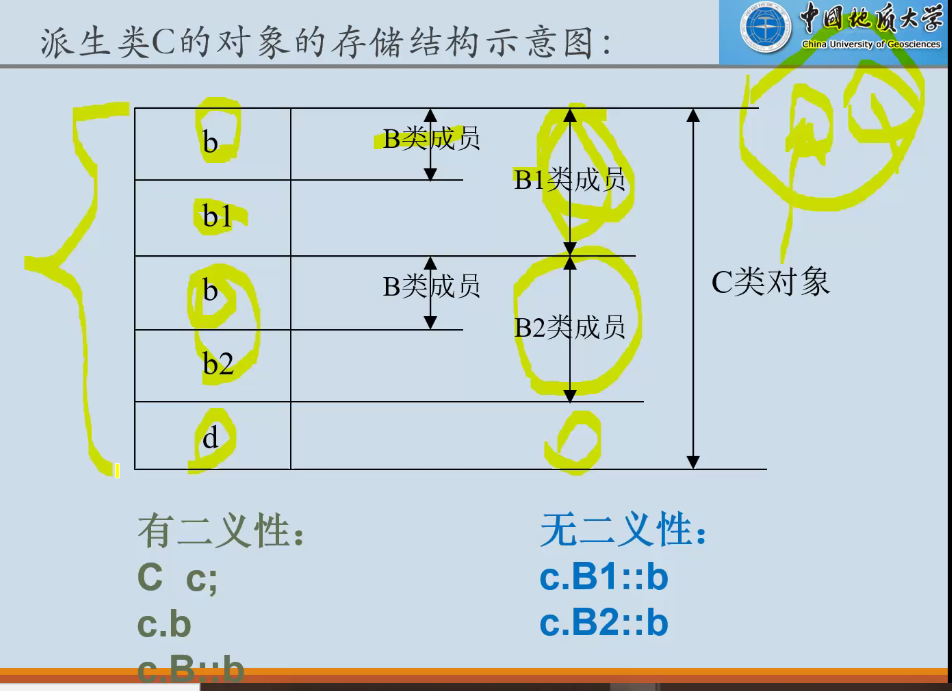 派生类C的对象的存储结构示意图：
中国地质大学
China University of Geosciences
b
B类成员
B1类成员
b1
b
B类成员
C类对象
B2类成员
b2
d
有二义性：
C c;
c.b
c.B::b
无二义性：
c.B1::b
c.B2::b